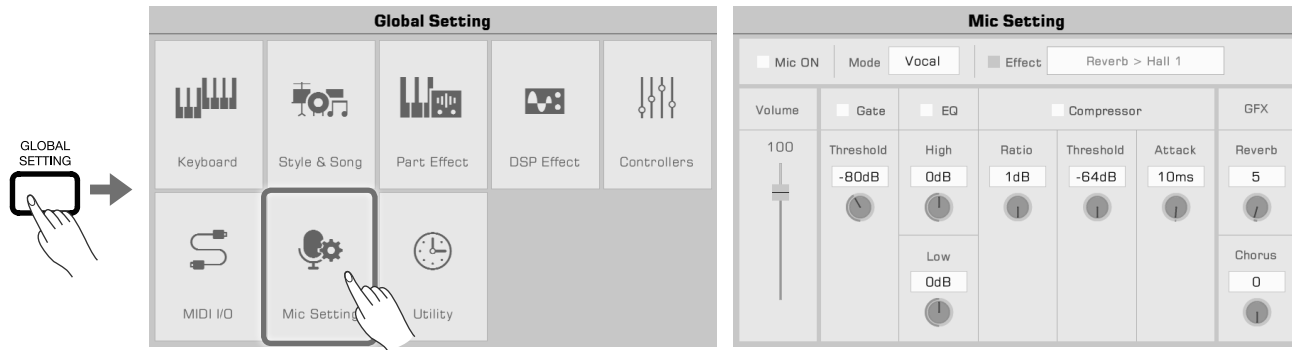 GLOBAL
SETTING
Global Setting
Keyboard
Style & Song
Part Effect
DSP Effect
Controllers
MIDI I/O
Mic Setting
Utility
Mic Setting
Mic ON Mode Vocal Effect Reverb > Hall 1
Volume Gate EQ Compressor GFX
100 Threshold High Ratio Threshold Attack Reverb
-80dB 0dB 1dB -64dB 10ms 5
Low Chorus
0dB 0